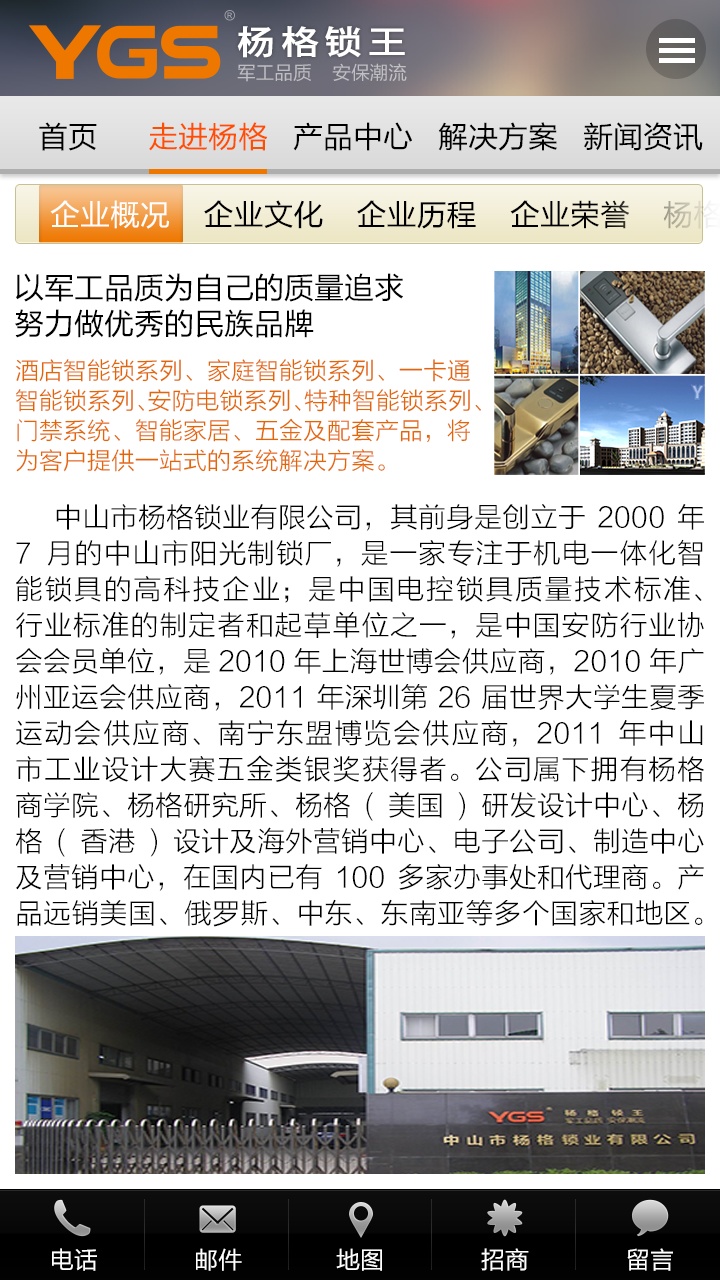 YGS® 杨格锁王
军工品质 安保潮流
首页 走进杨格 产品中心 解决方案 新闻资讯
企业概况 企业文化 企业历程 企业荣誉 杨格
以军工品质为自己的质量追求
努力做优秀的民族品牌
酒店智能锁系列、家庭智能锁系列、一卡通
智能锁系列、安防电锁系列、特种智能锁系列、
门禁系统、智能家居、五金及配套产品，将
为客户提供一站式的系统解决方案。
Y
中山市杨格锁业有限公司，其前身是创立于 2000 年
7 月的中山市阳光制锁厂，是一家专注于机电一体化智
能锁具的高科技企业；是中国电控锁具质量技术标准、
行业标准的制定者和起草单位之一，是中国安防行业协
会会员单位，是 2010 年上海世博会供应商，2010 年广
州亚运会供应商，2011 年深圳第 26 届世界大学生夏季
运动会供应商、南宁东盟博览会供应商，2011 年中山
市工业设计大赛五金类银奖获得者。公司属下拥有杨格
商学院、杨格研究所、杨格（美国）研发设计中心、杨
格（香港）设计及海外营销中心、电子公司、制造中心
及营销中心，在国内已有 100 多家办事处和代理商。产
品远销美国、俄罗斯、中东、东南亚等多个国家和地区。
YGS 杨格锁王
军工品质 安保潮流
中山市杨格锁业有限公司
电话 邮件 地图 招商 留言